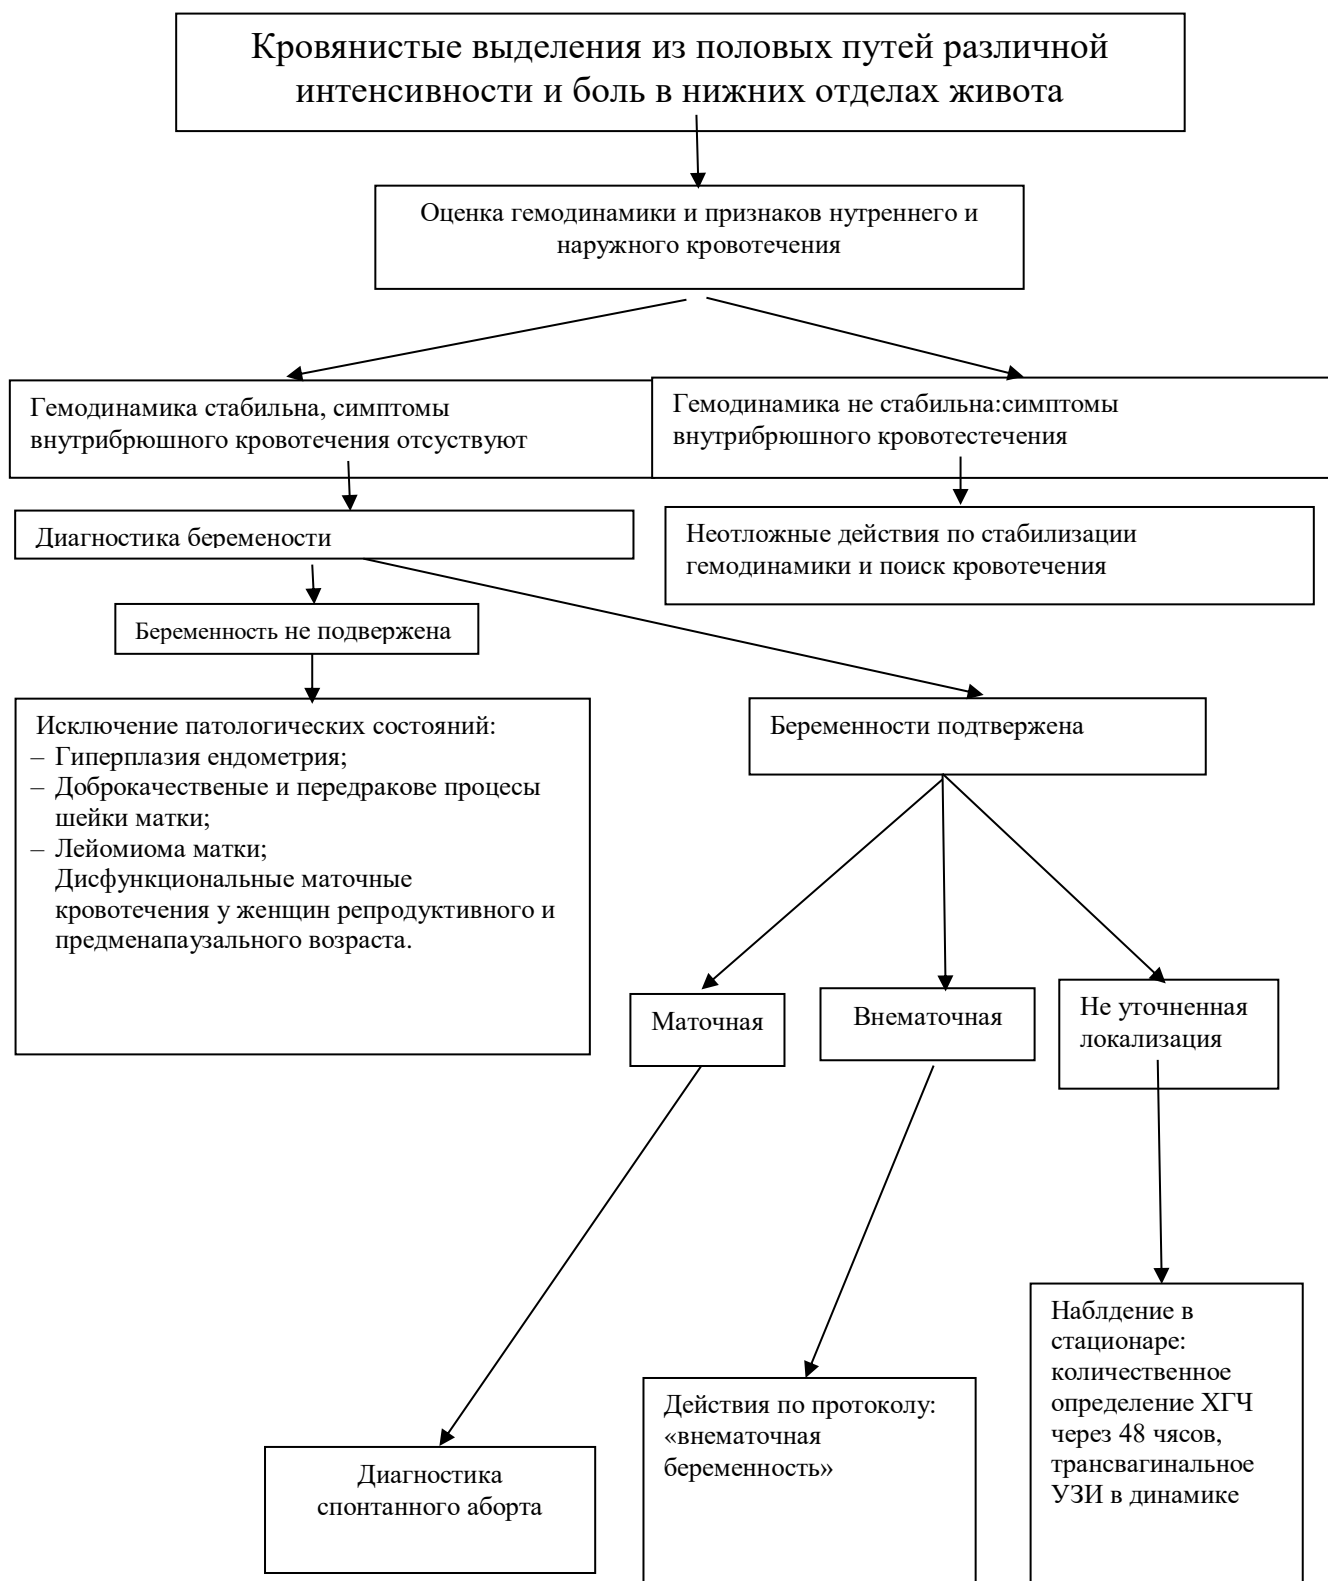 Кровянистые выделения из половых путей различной
интенсивности и боль в нижних отделах живота
Оценка гемодинамики и признаков нутреннего и
наружного кровотечения
Гемодинамика стабильна, симптомы
внутрибрюшного кровотечения отсуствуют
Гемодинамика не стабильна:симптомы
внутрибрюшного кровотестечения
Диагностика беремености
Неотложные действия по стабилизации
гемодинамики и поиск кровотечения
Беременность не подвержена
Исключение патологических состояний:
– Гиперплазия ендометрия;
– Доброкачественые и передракове процесы
шейки матки;
– Лейомиома матки;
Дисфункциональные маточные
кровотечения у женщин репродуктивного и
предменапаузального возраста.
Беременности подтвержена
Маточная
Внематочная
Не уточненная
локализация
Диагностика
спонтанного аборта
Действия по протоколу:
«внематочная
беременность»
Наблдение в
стационаре:
количественное
определение ХГЧ
через 48 чясов,
трансвагинальное
УЗИ в динамике